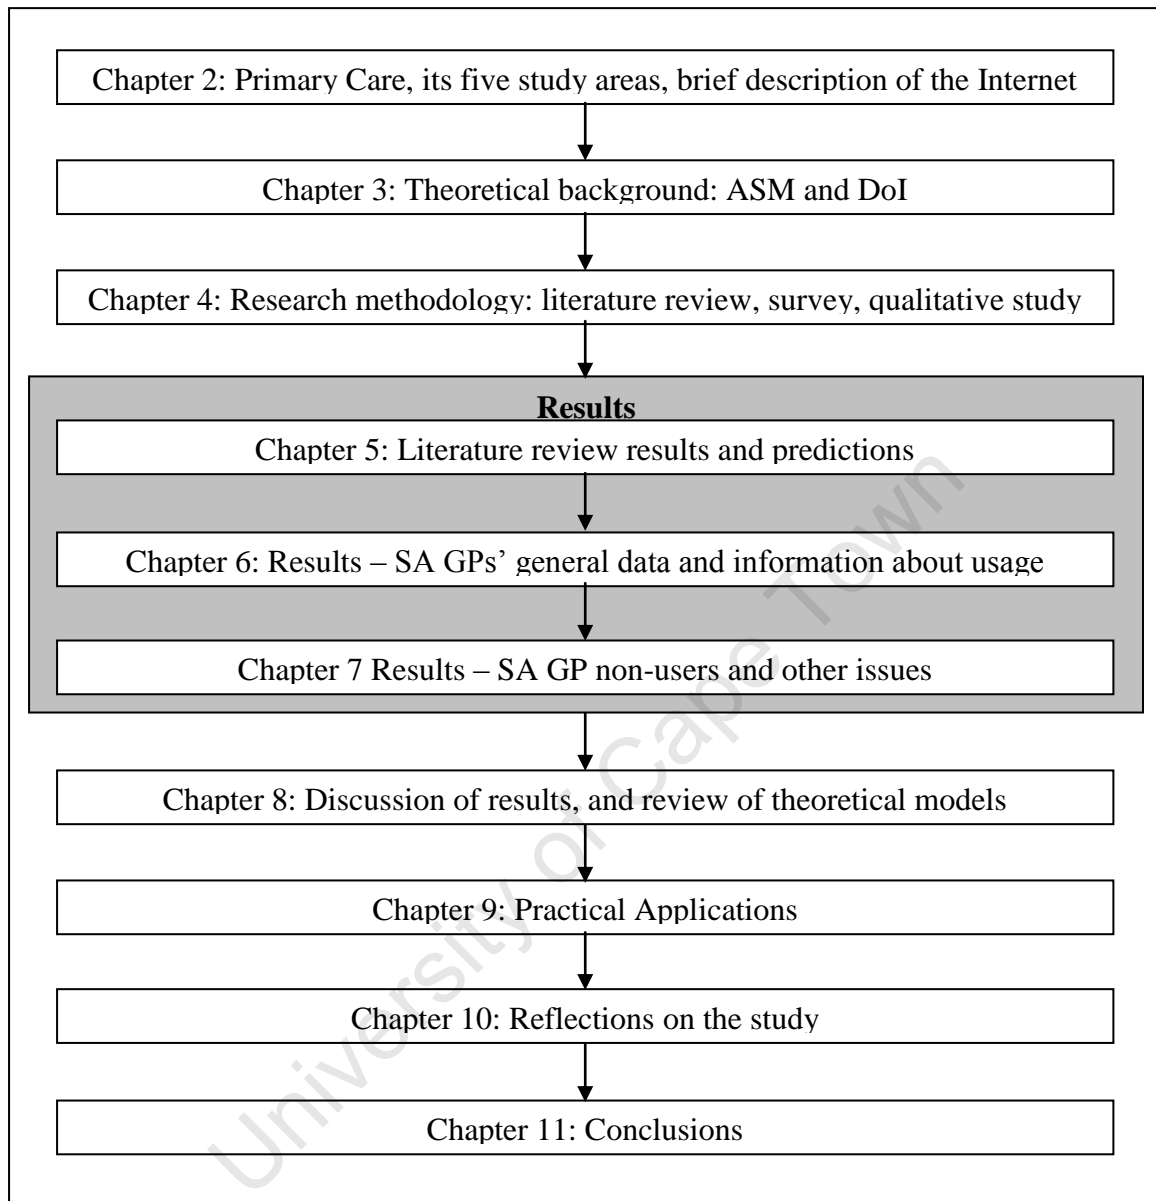 Chapter 2: Primary Care, its five study areas, brief description of the Internet
Chapter 3: Theoretical background: ASM and DoI
Chapter 4: Research methodology: literature review, survey, qualitative study
Results
Chapter 5: Literature review results and predictions
Chapter 6: Results – SA GPs’ general data and information about usage
Chapter 7 Results – SA GP non-users and other issues
Chapter 8: Discussion of results, and review of theoretical models
Chapter 9: Practical Applications
Chapter 10: Reflections on the study
Chapter 11: Conclusions
University of Cape Town